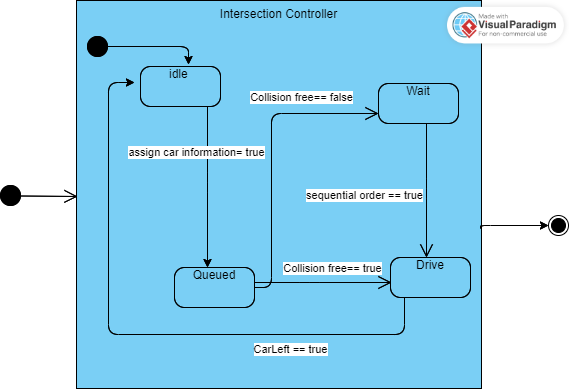 Intersection Controller
Made with
Visual Paradigm
For non-commercial use
idle
Wait
Collision free== false
assign car information= true
sequential order == true
Queued
Collision free== true
Drive
CarLeft == true